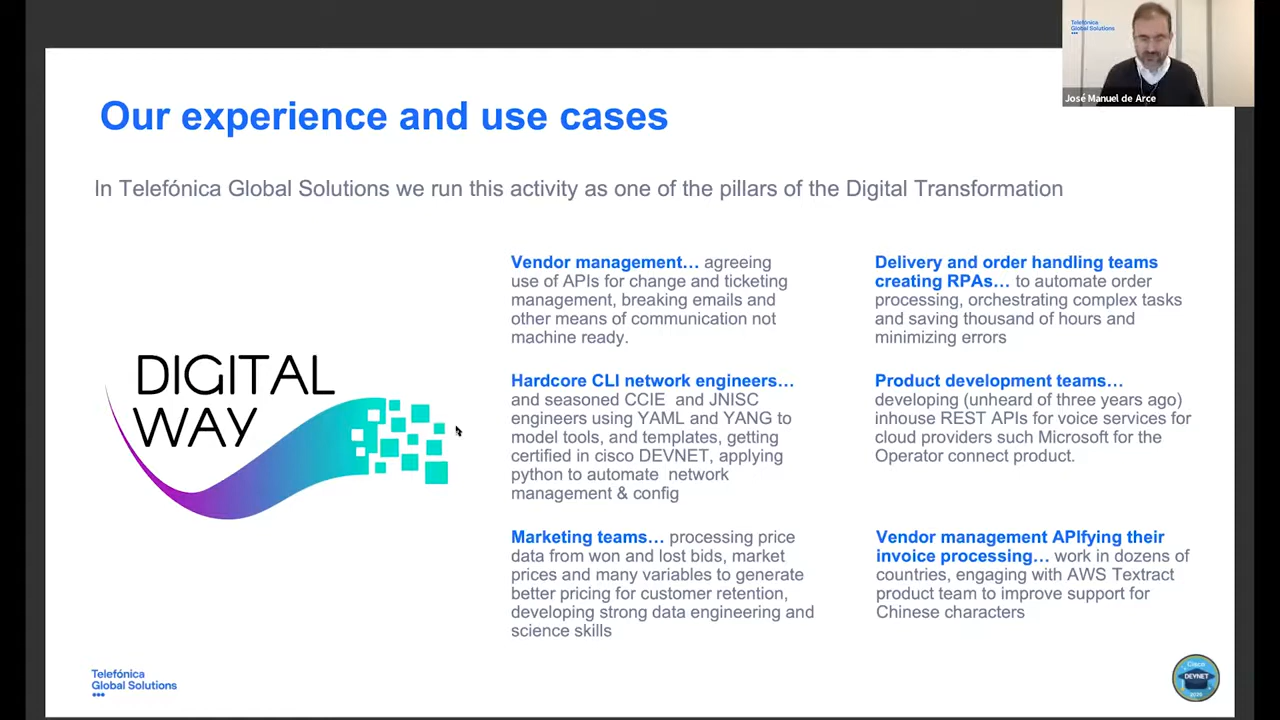 Telefónica
Global Solutions
José Manuel de Arce
Our experience and use cases
In Telefónica Global Solutions we run this activity as one of the pillars of the Digital Transformation
DIGITAL
WAY
Vendor management… agreeing
use of APIs for change and ticketing
management, breaking emails and
other means of communication not
machine ready.
Hardcore CLI network engineers…
and seasoned CCIE and JNISC
engineers using YAML and YANG to
model tools, and templates, getting
certified in cisco DEVNET, applying
python to automate network
management & config
Marketing teams… processing price
data from won and lost bids, market
prices and many variables to generate
better pricing for customer retention,
developing strong data engineering and
science skills
Delivery and order handling teams
creating RPAs… to automate order
processing, orchestrating complex tasks
and saving thousand of hours and
minimizing errors
Product development teams…
developing (unheard of three years ago)
inhouse REST APIs for voice services for
cloud providers such Microsoft for the
Operator connect product.
Vendor management APIfying their
invoice processing… work in dozens of
countries, engaging with AWS Textract
product team to improve support for
Chinese characters
Telefónica
Global Solutions
Cisco
DEVNET